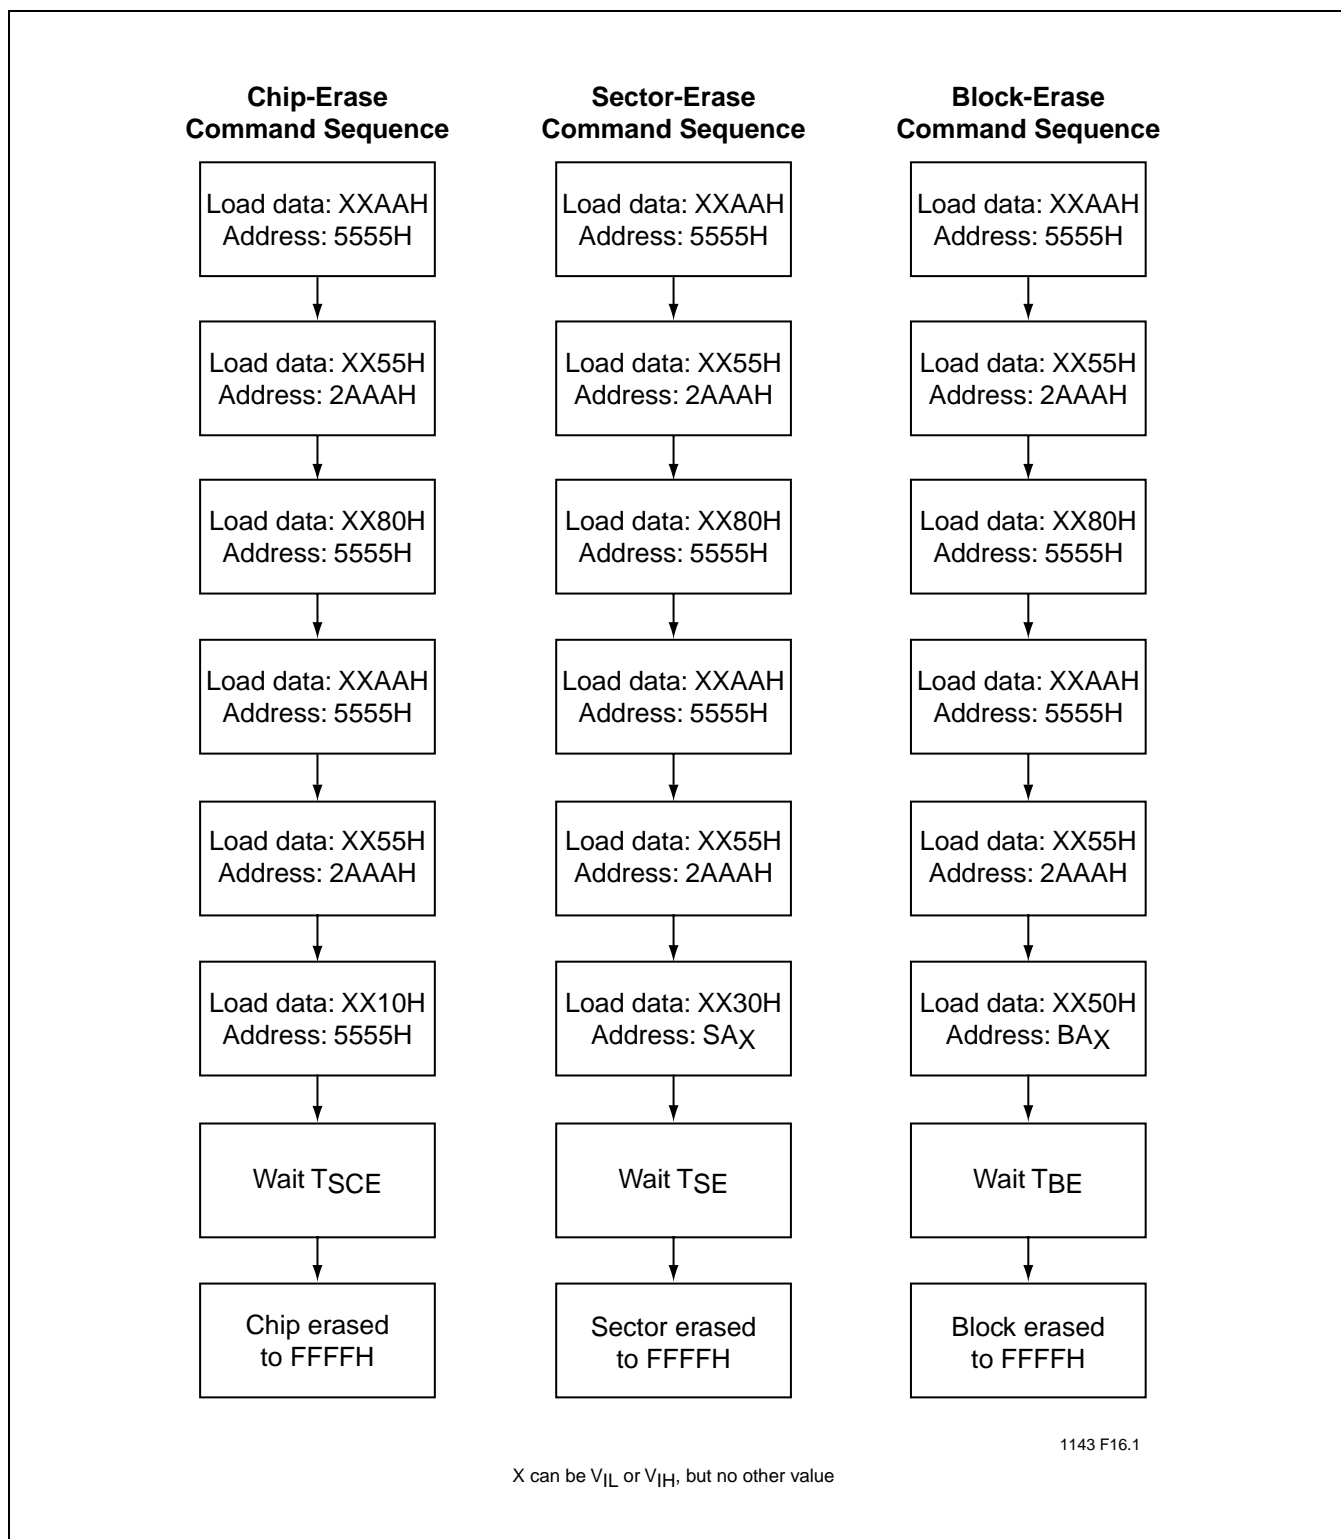 Chip-Erase
Command Sequence
Load data: XXAAH
Address: 5555H
Load data: XX55H
Address: 2AAAH
Load data: XX80H
Address: 5555H
Load data: XXAAH
Address: 5555H
Load data: XX55H
Address: 2AAAH
Load data: XX10H
Address: 5555H
Wait TSCE
Chip erased
to FFFFH
Sector-Erase
Command Sequence
Load data: XXAAH
Address: 5555H
Load data: XX55H
Address: 2AAAH
Load data: XX80H
Address: 5555H
Load data: XXAAH
Address: 5555H
Load data: XX55H
Address: 2AAAH
Load data: XX30H
Address: SAX
Wait TSE
Sector erased
to FFFFH
Block-Erase
Command Sequence
Load data: XXAAH
Address: 5555H
Load data: XX55H
Address: 2AAAH
Load data: XX80H
Address: 5555H
Load data: XXAAH
Address: 5555H
Load data: XX55H
Address: 2AAAH
Load data: XX50H
Address: BAX
Wait TBE
Block erased
to FFFFH
1143 F16.1
X can be VIL or VIH, but no other value